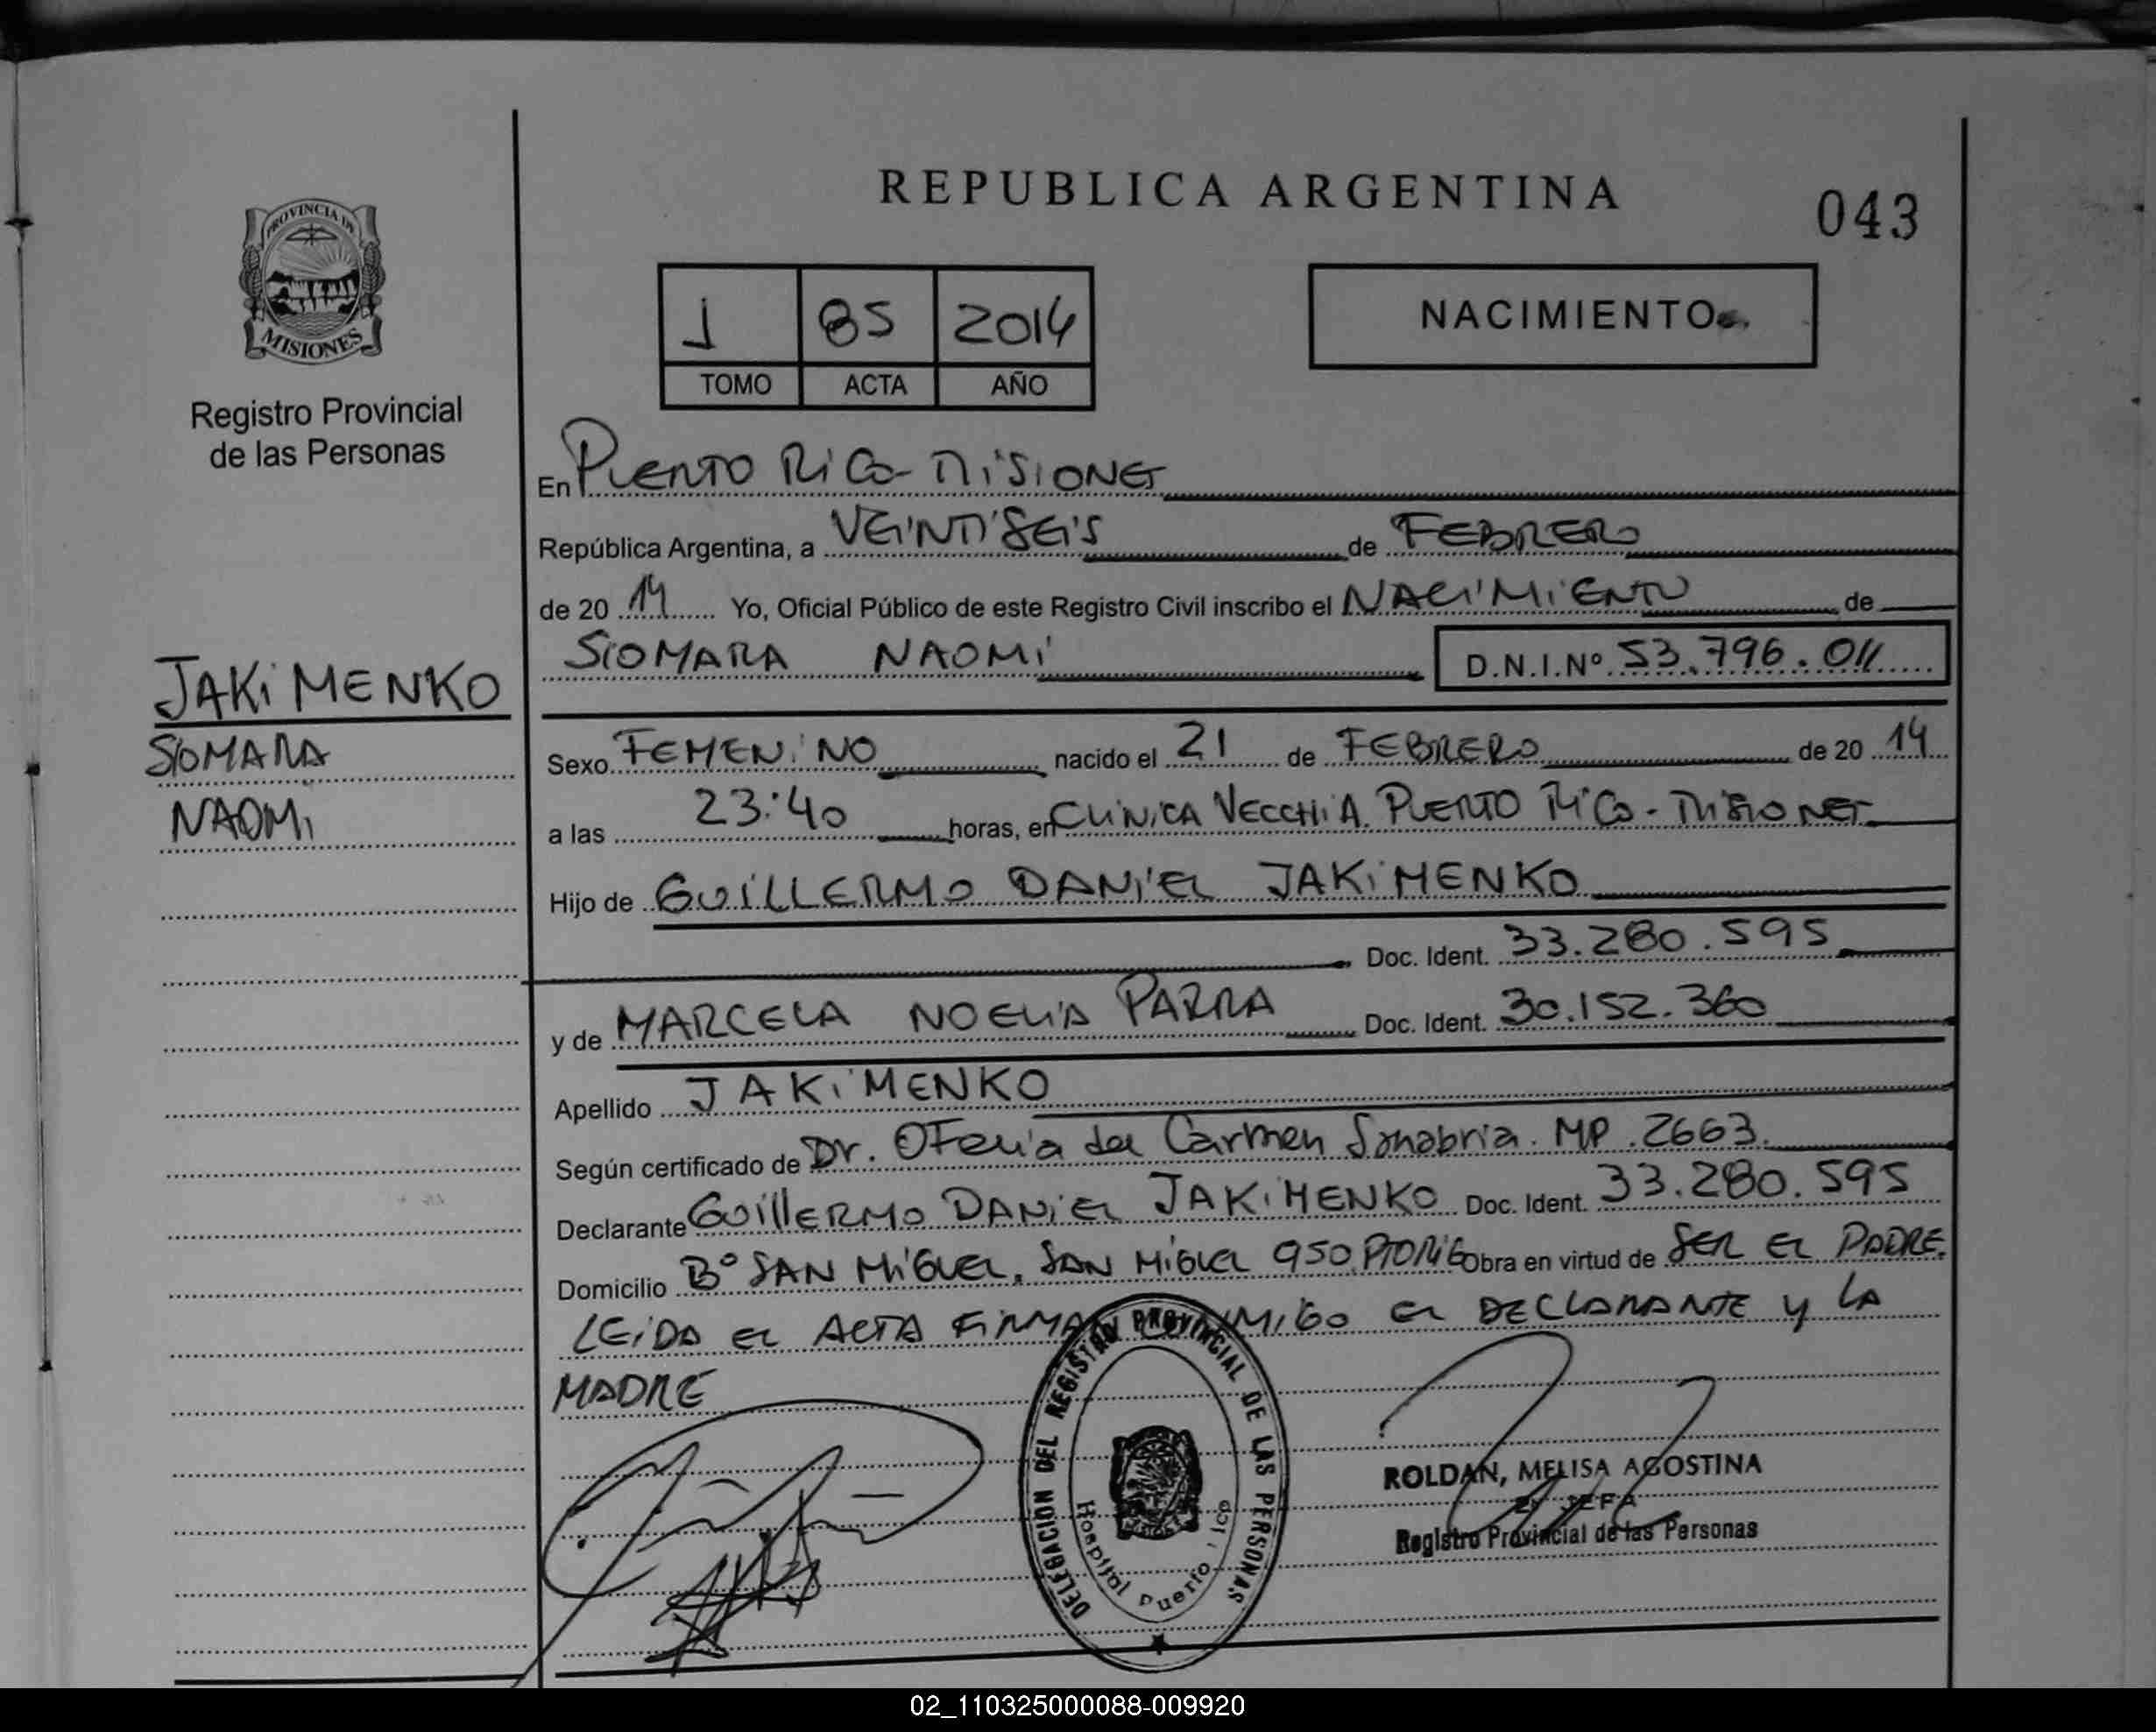 REPUBLICA ARGENTINA
043
PROVINCIA DE
MISIONES
Registro Provincial
de las Personas
1 85 2014
TOMO ACTA AÑO
NACIMIENTO
En PUERTO RICO - MISIONES
República Argentina, a VEINTISEIS de FEBRERO
de 20 14 Yo, Oficial Público de este Registro Civil inscribo el NACIMIENTO de
SIOMARA NAOMI D.N.I.Nº 53.796.011
JAKIMENKO
SIOMARA
NAOMI
Sexo FEMENINO nacido el 21 de FEBRERO de 20 14
a las 23:40 horas, en CLINICA VECCHIA PUERTO RICO - MISIONES
Hijo de GUILLERMO DANIEL JAKIMENKO
Doc. Ident. 33.280.595
y de MARCELA NOELIA PARRA Doc. Ident. 30.152.360
Apellido JAKIMENKO
Según certificado de Dr. Ofelia del Carmen Sanabria. MP. 2663.
Declarante GUILLERMO DANIEL JAKIMENKO Doc. Ident. 33.280.595
Domicilio Bº SAN MIGUEL, SAN MIGUEL 950 Obra en virtud de SER EL PADRE.
LEIDA EL ACTA FIRMAN CONMIGO EL DECLARANTE Y LA
MADRE
DELEGACION DEL REGISTRO PROVINCIAL DE LAS PERSONAS
Hospital Puerto
ROLDAN, MELISA AGOSTINA
JEFA
Registro Provincial de las Personas
02_110325000088-009920